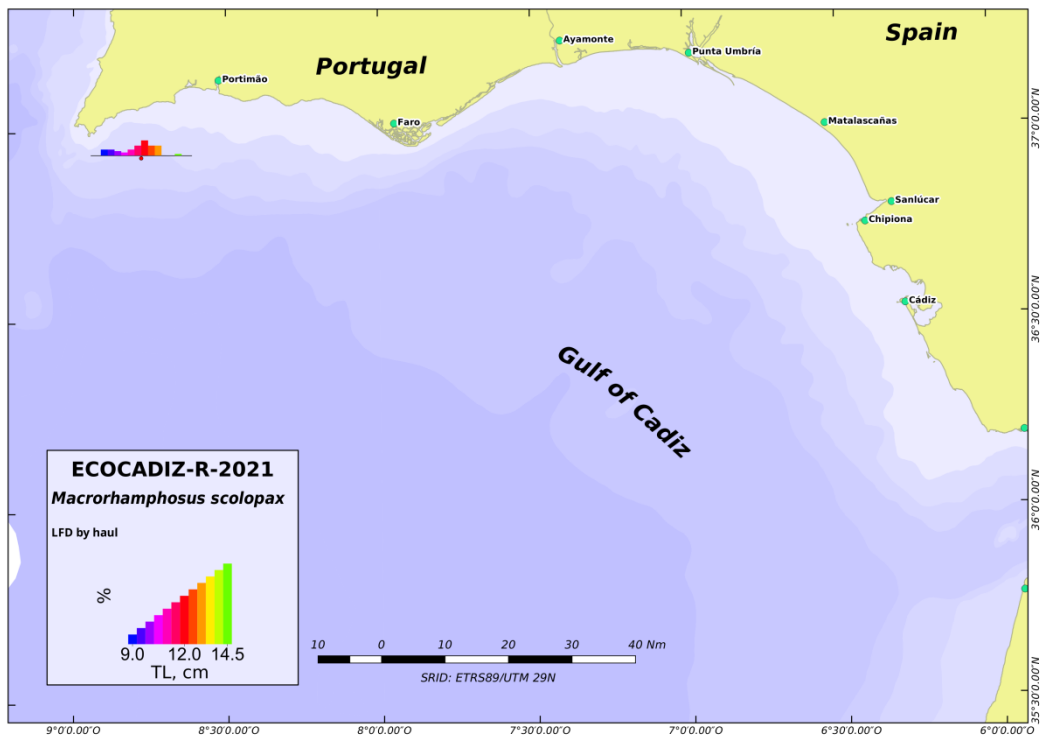 Spain
Ayamonte
Punta Umbría
Portugal
Portimão
Faro
Matalascañas
37°0'0.00"N
Sanlúcar
Chipiona
Cádiz
36°30'0.00"N
Gulf of Cadiz
ECOCADIZ-R-2021
Macrorhamphosus scolopax
LFD by haul
%
9.0 12.0 14.5
TL, cm
36°0'0.00"N
10 0 10 20 30 40 Nm
SRID: ETRS89/UTM 29N
35°30'0.00"N
9°0'0.00"O 8°30'0.00"O 8°0'0.00"O 7°30'0.00"O 7°0'0.00"O 6°30'0.00"O 6°0'0.00"O